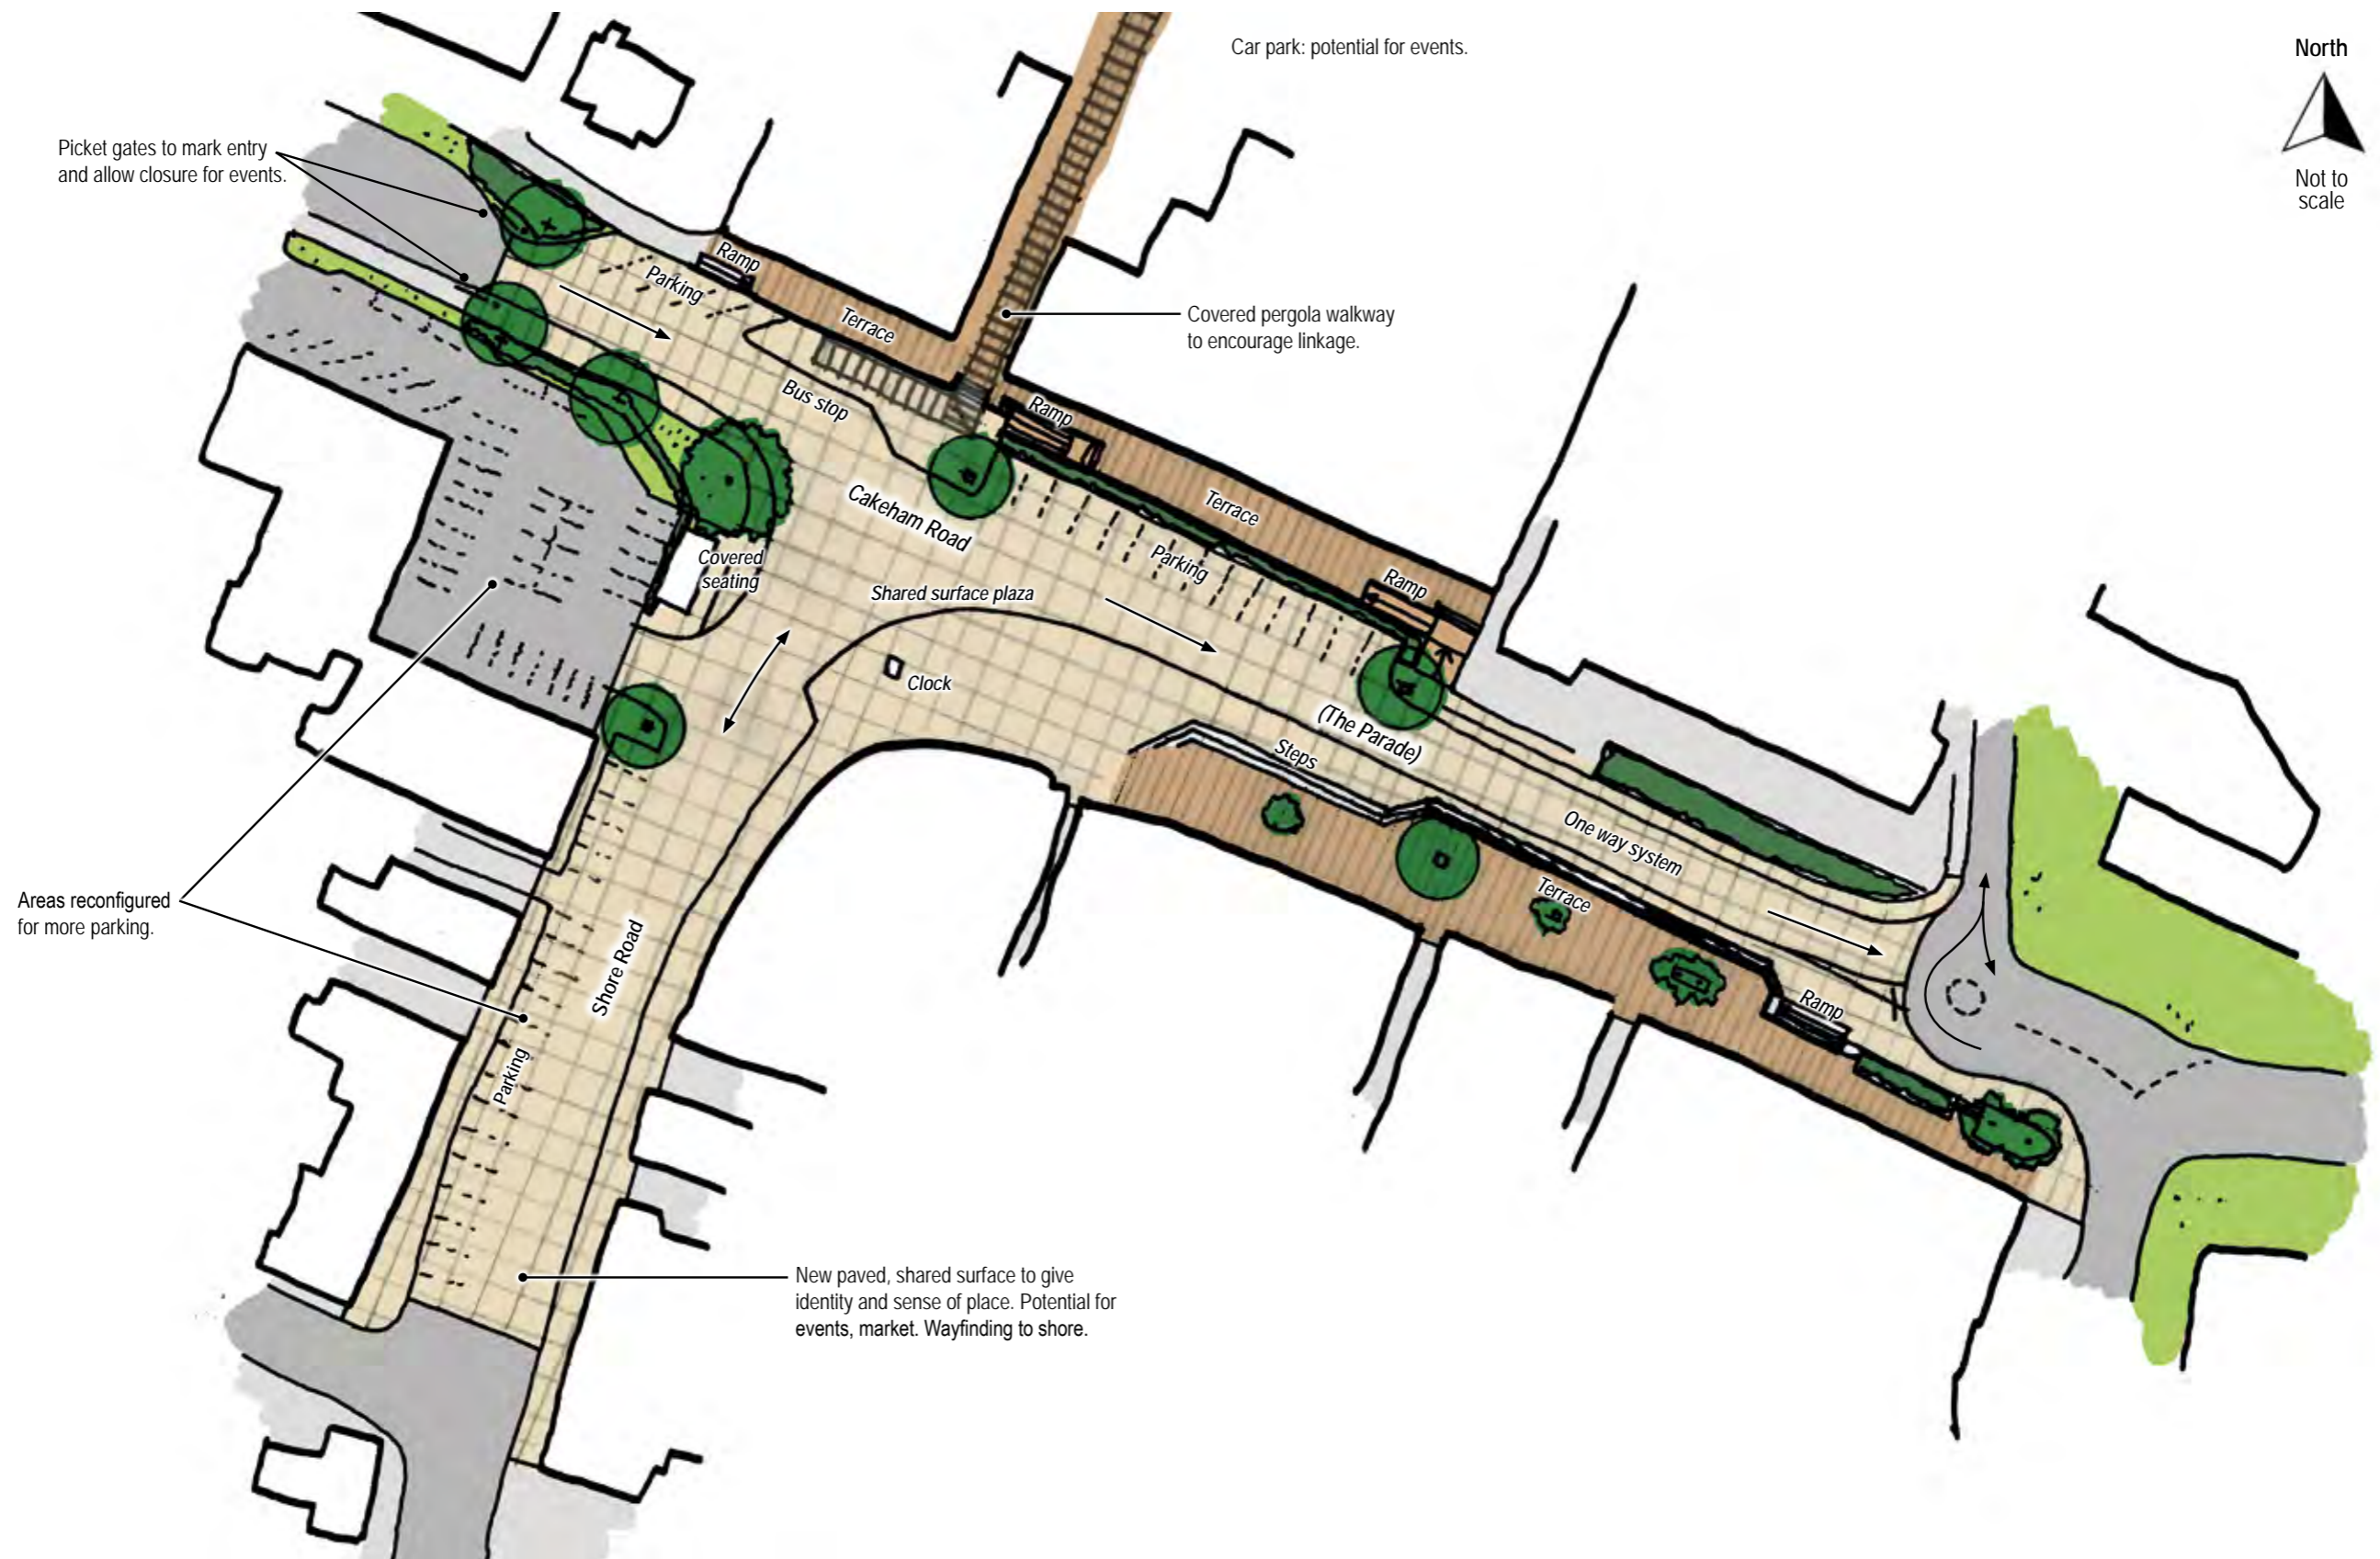 Car park: potential for events.
North
Not to
scale
Picket gates to mark entry
and allow closure for events.
Ramp
Parking
Terrace
Covered pergola walkway
to encourage linkage.
Bus stop
Ramp
Cakeham Road
Terrace
Parking
Covered
seating
Ramp
Shared surface plaza
Clock
(The Parade)
Steps
One way system
Terrace
Areas reconfigured
for more parking.
Shore Road
Ramp
Parking
New paved, shared surface to give
identity and sense of place. Potential for
events, market. Wayfinding to shore.